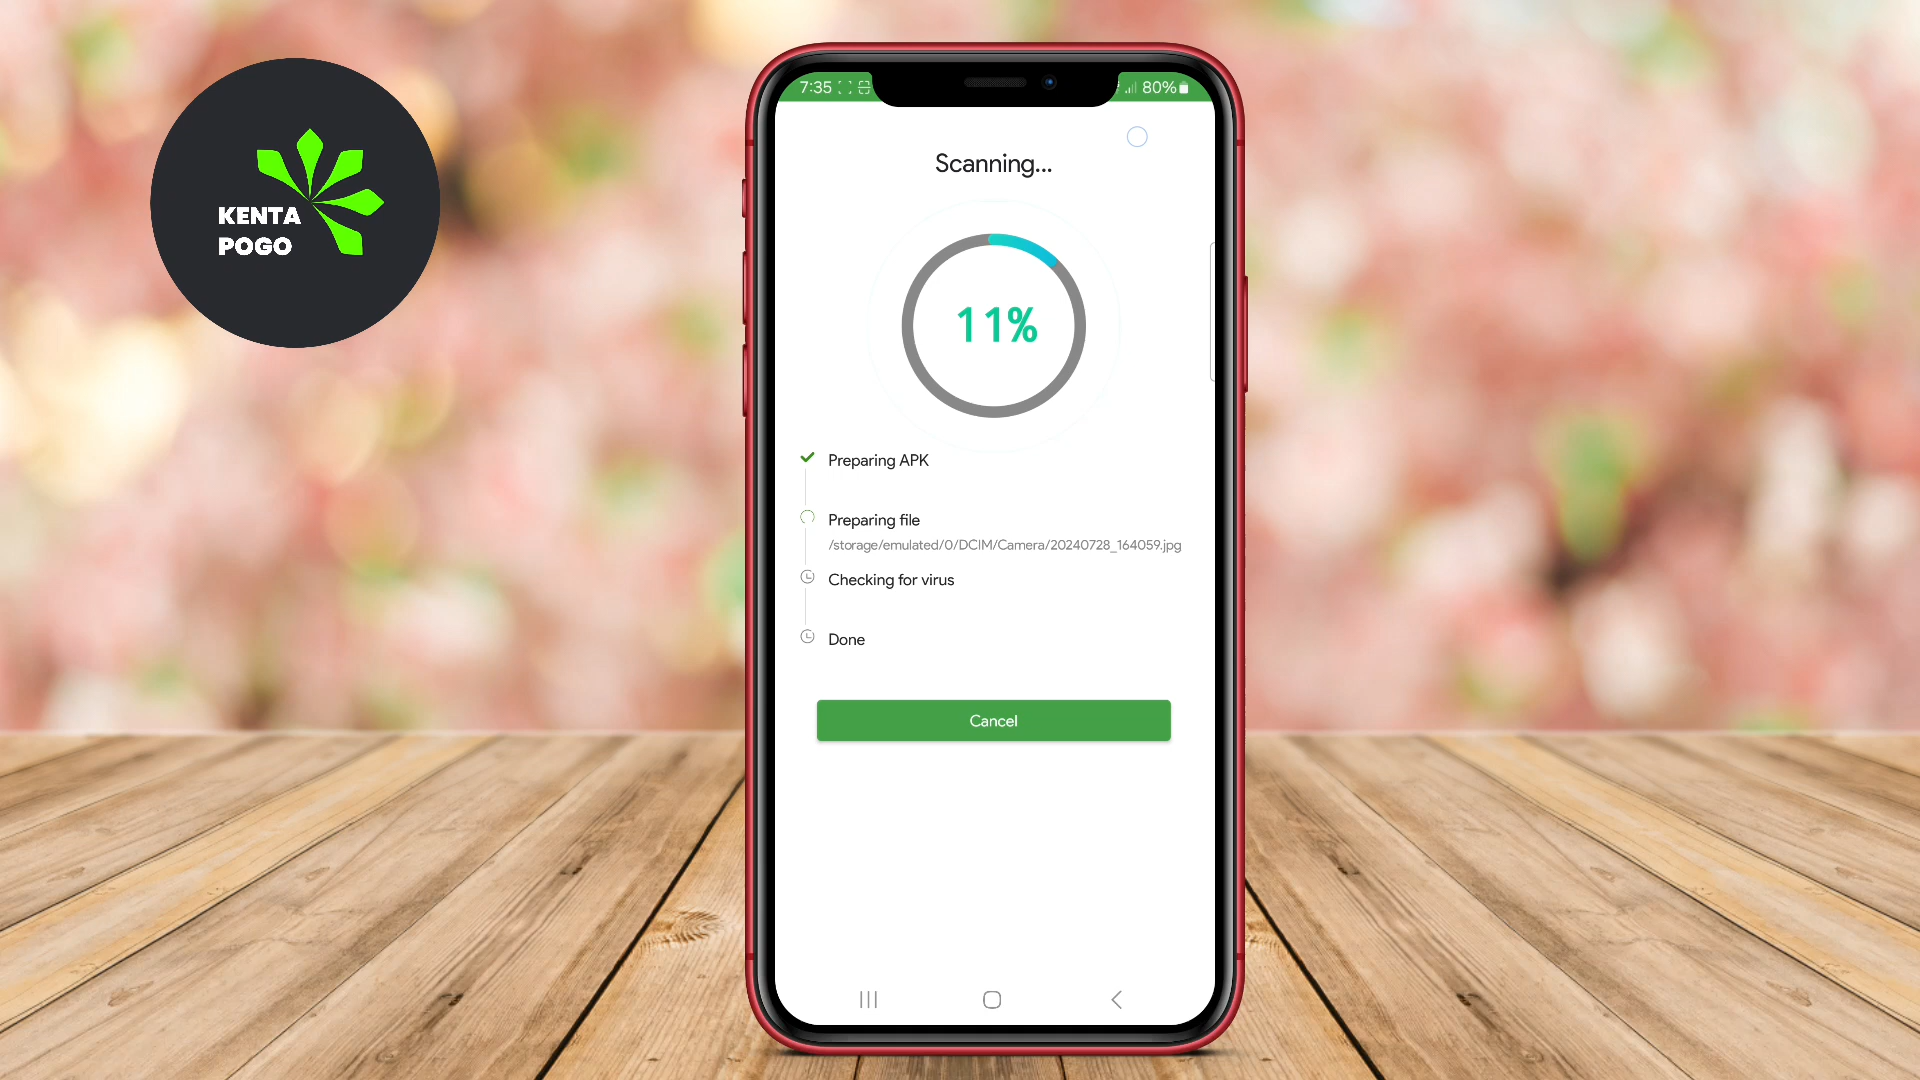 KENTA
POGO
7:35
80%
Scanning...
11%
Preparing APK
Preparing file
/storage/emulated/0/DCIM/Camera/20240728_164059.jpg
Checking for virus
Done
Cancel